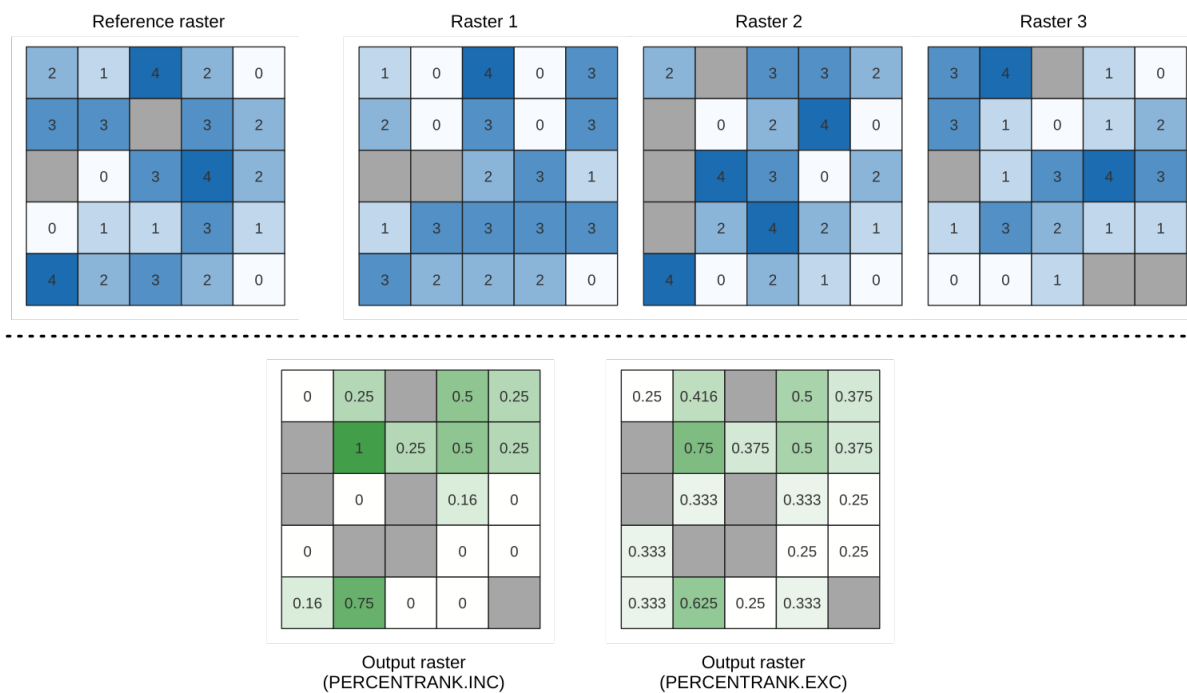 Reference raster Raster 1 Raster 2 Raster 3
2 1 4 2 0 1 0 4 0 3 2 3 3 2 3 4 1 0
3 3 3 2 2 0 3 0 3 0 2 4 0 3 1 0 1 2
0 3 4 2 2 3 1 4 3 0 2 1 3 4 3
0 1 1 3 1 1 3 3 3 3 2 4 2 1 1 3 2 1 1
4 2 3 2 0 3 2 2 2 0 4 0 2 1 0 0 0 1
0 0.25 0.5 0.25 0.25 0.416 0.5 0.375
1 0.25 0.5 0.25 0.75 0.375 0.5 0.375
0 0.16 0 0.333 0.333 0.25
0 0 0 0.333 0.25 0.25
0.16 0.75 0 0 0.333 0.625 0.25 0.333
Output raster Output raster
(PERCENTRANK.INC) (PERCENTRANK.EXC)